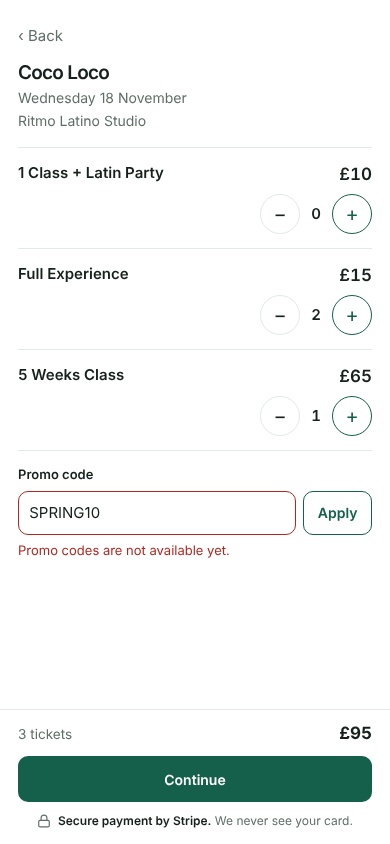 ‹ Back
Coco Loco
Wednesday 18 November
Ritmo Latino Studio
1 Class + Latin Party £10
− 0 +
Full Experience £15
− 2 +
5 Weeks Class £65
− 1 +
Promo code
SPRING10 Apply
Promo codes are not available yet.
3 tickets £95
Continue
Secure payment by Stripe. We never see your card.